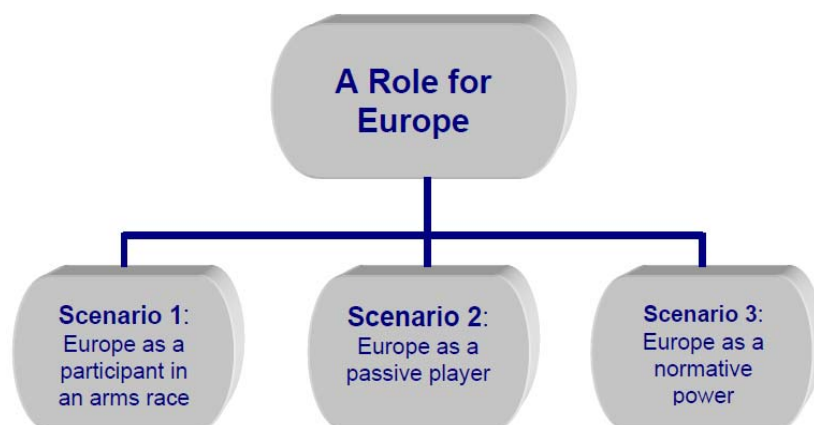 A Role for
Europe
Scenario 1:
Europe as a
participant in
an arms race
Scenario 2:
Europe as a
passive player
Scenario 3:
Europe as a
normative
power